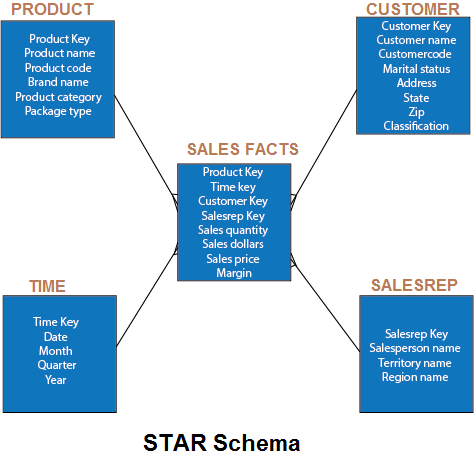 PRODUCT
Product Key
Product name
Product code
Brand name
Product category
Package type
CUSTOMER
Customer Key
Customer name
Customercode
Marital status
Address
State
Zip
Classification
SALES FACTS
Product Key
Time key
Customer Key
Salesrep Key
Sales quantity
Sales dollars
Sales price
Margin
TIME
Time Key
Date
Month
Quarter
Year
SALESREP
Salesrep Key
Salesperson name
Territory name
Region name
STAR Schema